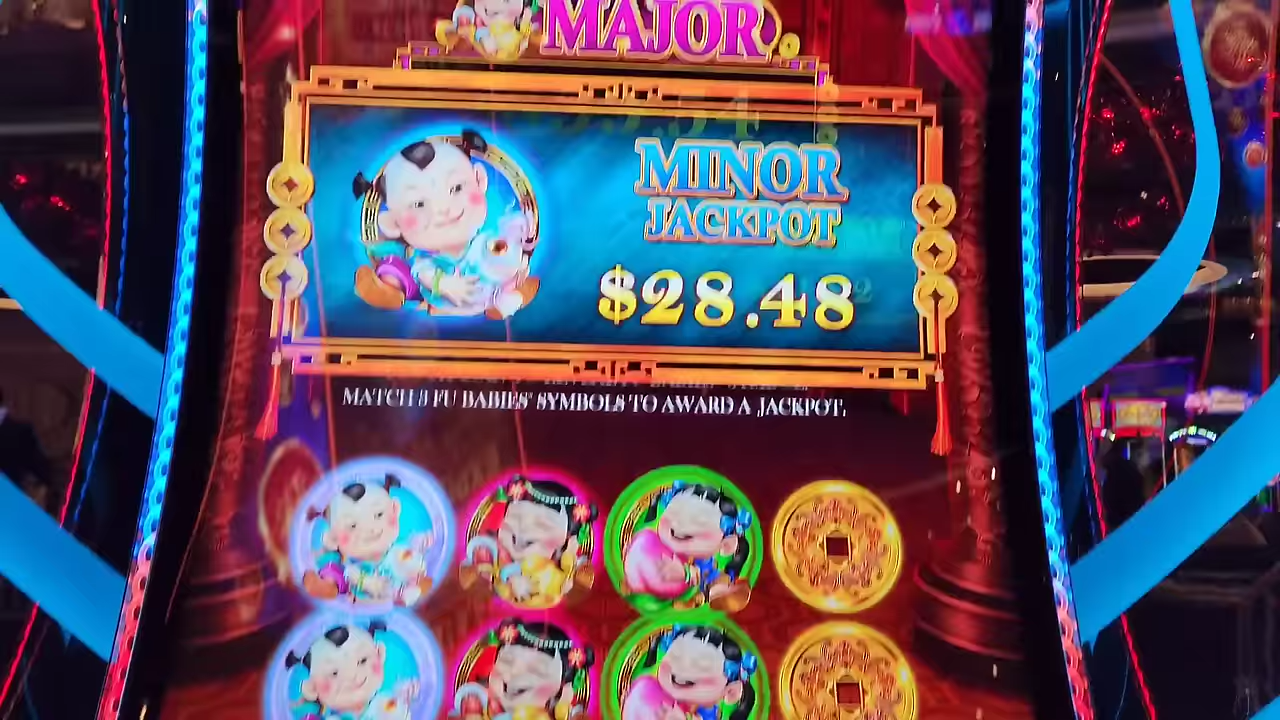 MAJOR
MINOR
JACKPOT
$28.48
MATCH 3 FU BABIES' SYMBOLS TO AWARD A JACKPOT.